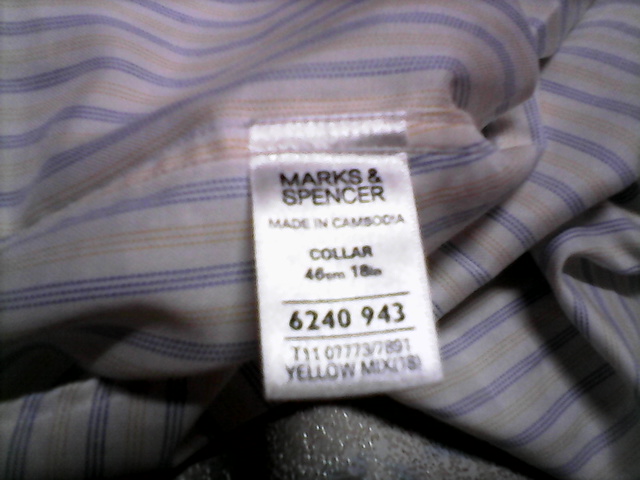 MARKS &
SPENCER
MADE IN CAMBODIA
COLLAR
46cm 18in
6240 943
T11 07773/7891
YELLOW MIX(18)